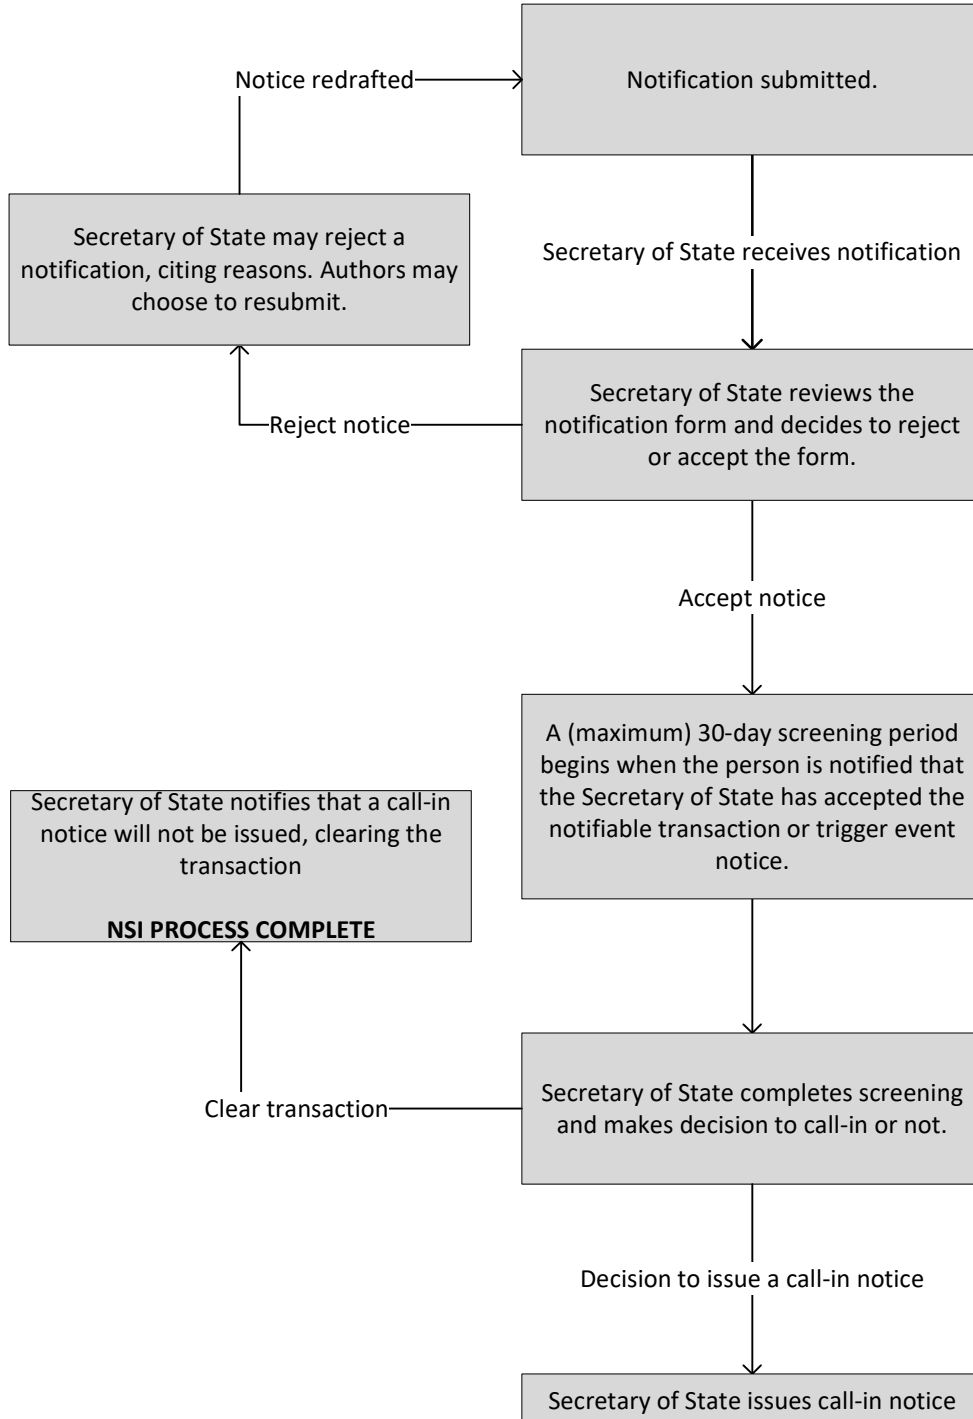 Notification submitted.
Notice redrafted
Secretary of State may reject a
notification, citing reasons. Authors may
choose to resubmit.
Secretary of State receives notification
Secretary of State reviews the
notification form and decides to reject
or accept the form.
Reject notice
Accept notice
A (maximum) 30-day screening period
begins when the person is notified that
the Secretary of State has accepted the
notifiable transaction or trigger event
notice.
Secretary of State notifies that a call-in
notice will not be issued, clearing the
transaction
NSI PROCESS COMPLETE
Secretary of State completes screening
and makes decision to call-in or not.
Clear transaction
Decision to issue a call-in notice
Secretary of State issues call-in notice